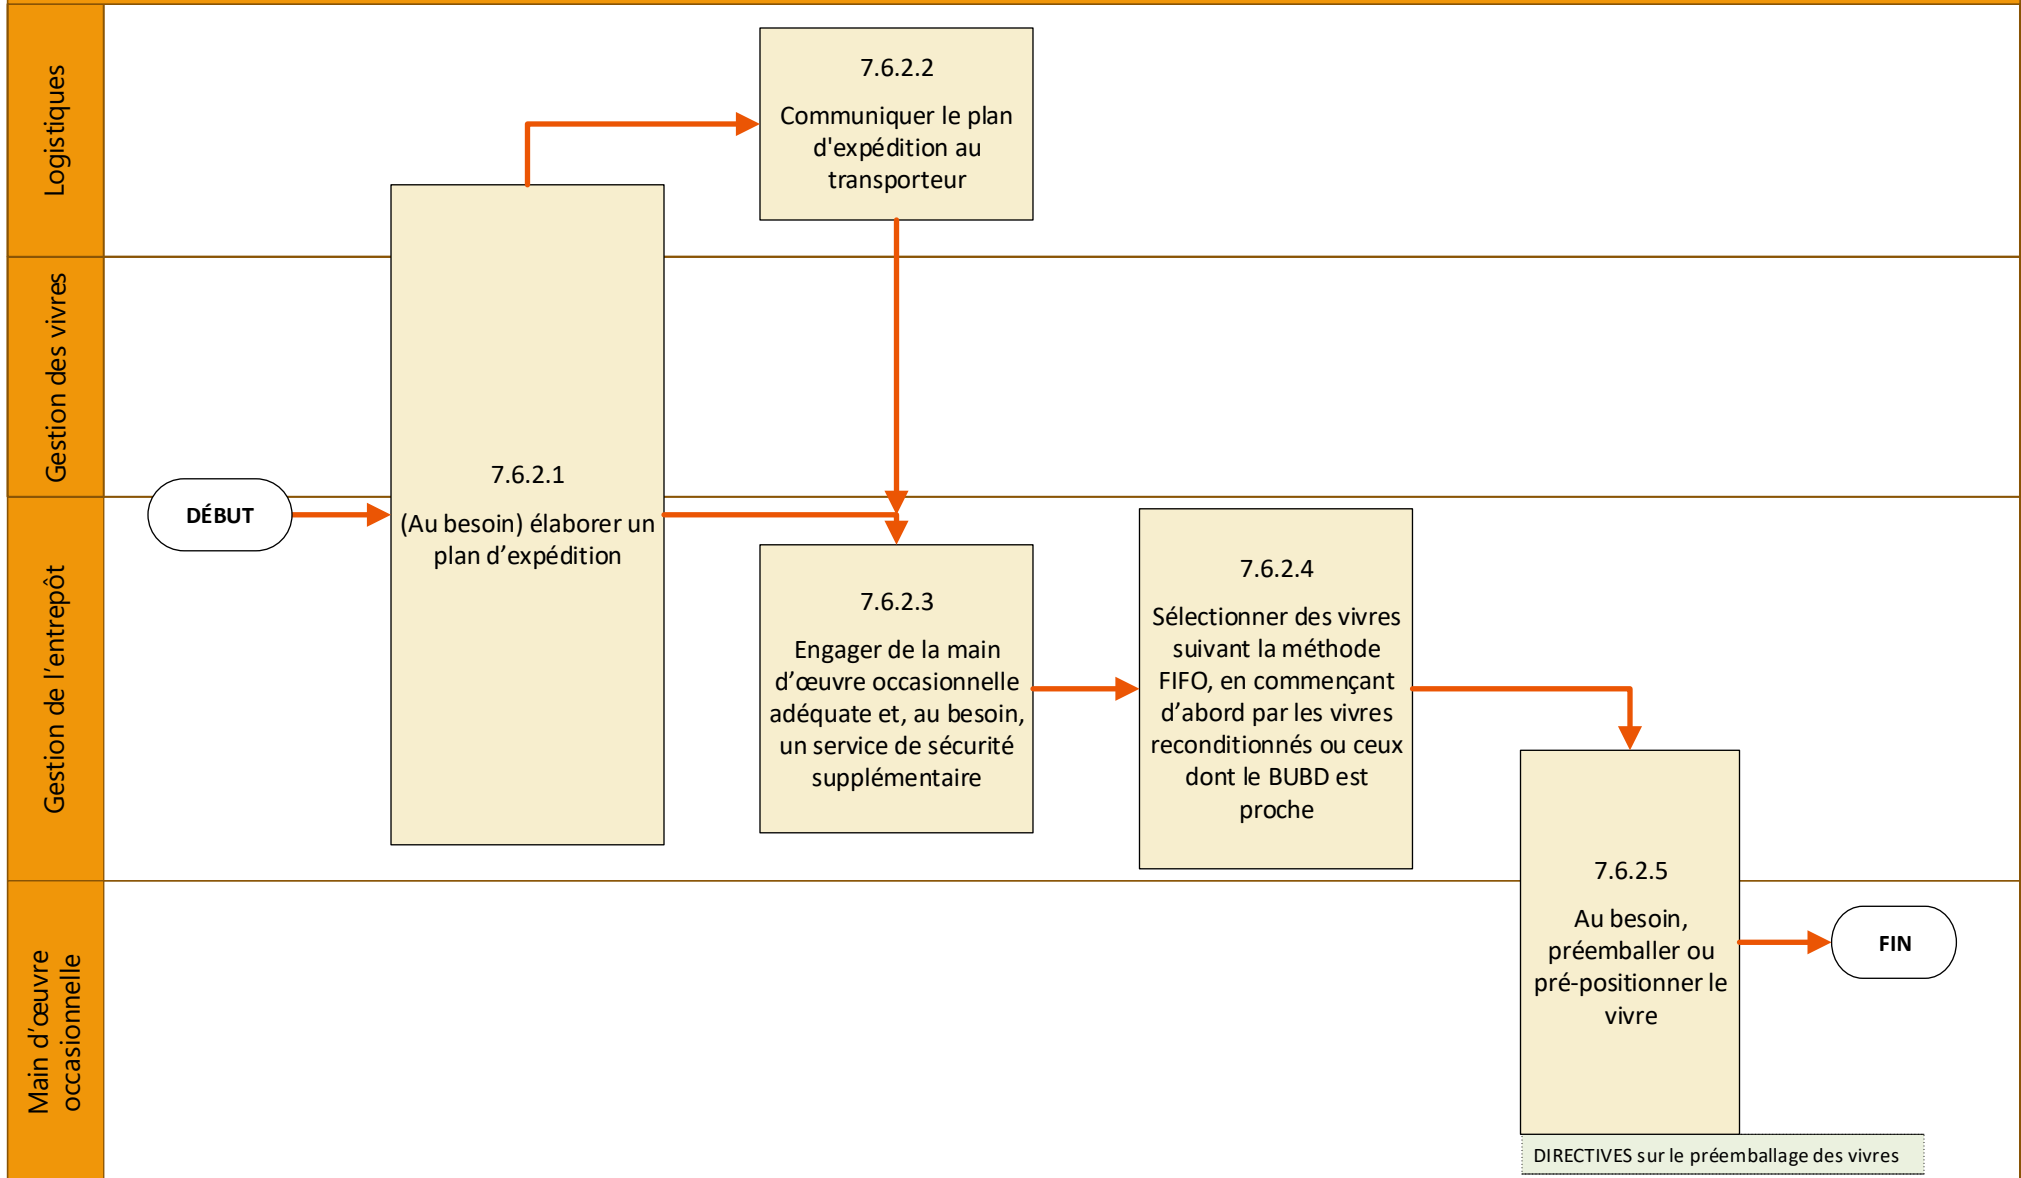 Logistiques
7.6.2.2
Communiquer le plan
d'expédition au
transporteur
Gestion des vivres
DÉBUT
7.6.2.1
(Au besoin) élaborer un
plan d’expédition
Gestion de l’entrepôt
7.6.2.3
Engager de la main
d’œuvre occasionnelle
adéquate et, au besoin,
un service de sécurité
supplémentaire
7.6.2.4
Sélectionner des vivres
suivant la méthode
FIFO, en commençant
d’abord par les vivres
reconditionnés ou ceux
dont le BUBD est
proche
Main d’œuvre
occasionnelle
7.6.2.5
Au besoin,
préemballer ou
pré-positionner le
vivre
FIN
DIRECTIVES sur le préemballage des vivres